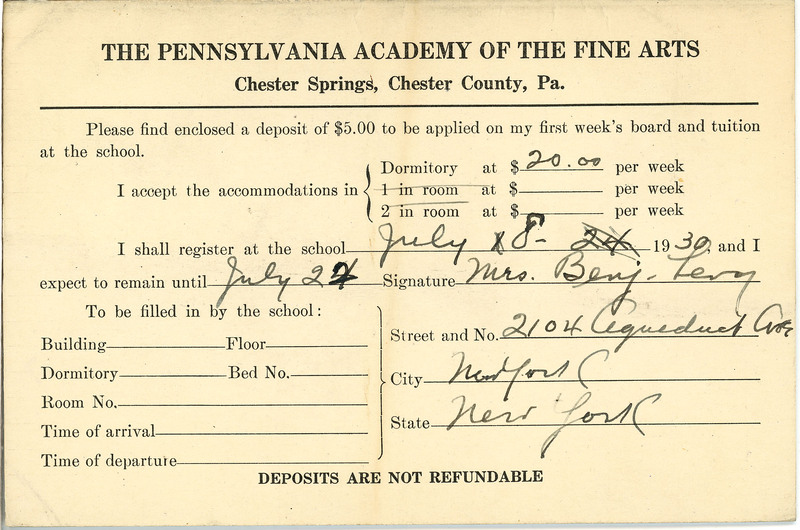 THE PENNSYLVANIA ACADEMY OF THE FINE ARTS
Chester Springs, Chester County, Pa.
Please find enclosed a deposit of $5.00 to be applied on my first week's board and tuition
at the school.
I accept the accommodations in
Dormitory at $ 20.00 per week
1 in room at $ per week
2 in room at $ per week
I shall register at the school July 8- 24 1930, and I
expect to remain until July 24 Signature Mrs. Benj. Levy
To be filled in by the school:
Building Floor
Dormitory Bed No.
Room No.
Time of arrival
Time of departure
Street and No. 2104 Aqueduct Ave
City New York
State New York
DEPOSITS ARE NOT REFUNDABLE